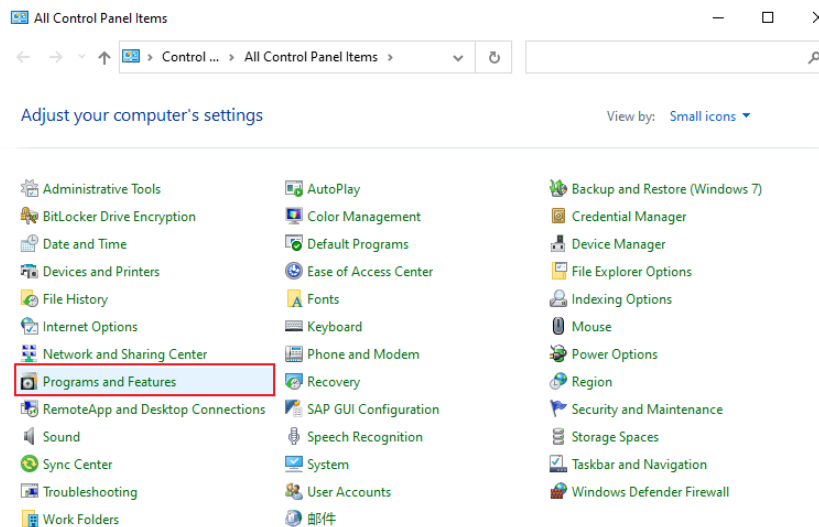 All Control Panel Items
Control ... > All Control Panel Items >
Adjust your computer's settings
View by: Small icons
Administrative Tools
AutoPlay
Backup and Restore (Windows 7)
BitLocker Drive Encryption
Color Management
Credential Manager
Date and Time
Default Programs
Device Manager
Devices and Printers
Ease of Access Center
File Explorer Options
File History
Fonts
Indexing Options
Internet Options
Keyboard
Mouse
Network and Sharing Center
Phone and Modem
Power Options
Programs and Features
Recovery
Region
RemoteApp and Desktop Connections
SAP GUI Configuration
Security and Maintenance
Sound
Speech Recognition
Storage Spaces
Sync Center
System
Taskbar and Navigation
Troubleshooting
User Accounts
Windows Defender Firewall
Work Folders
邮件